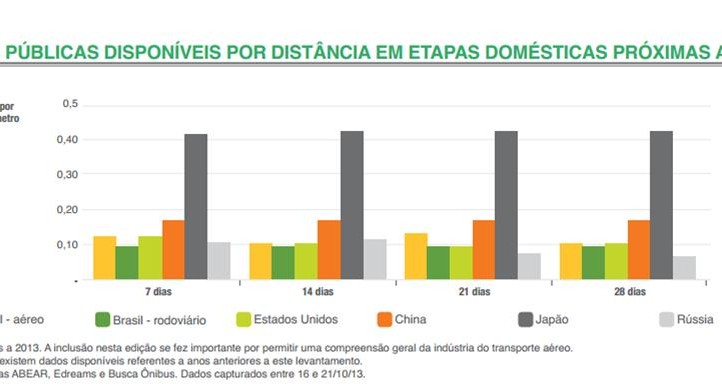 PÚBLICAS DISPONÍVEIS POR DISTÂNCIA EM ETAPAS DOMÉSTICAS PRÓXIMAS A
por
0,5
0,40
0,30
0,20
0,10
-
7 dias
14 dias
21 dias
28 dias
- aéreo
Brasil - rodoviário
Estados Unidos
China
Japão
Rússia
a 2013. A inclusão nesta edição se fez importante por permitir uma compreensão geral da indústria do transporte aéreo.
existem dados disponíveis referentes a anos anteriores a este levantamento.
ABEAR, Edreams e Busca Ônibus. Dados capturados entre 16 e 21/10/13.